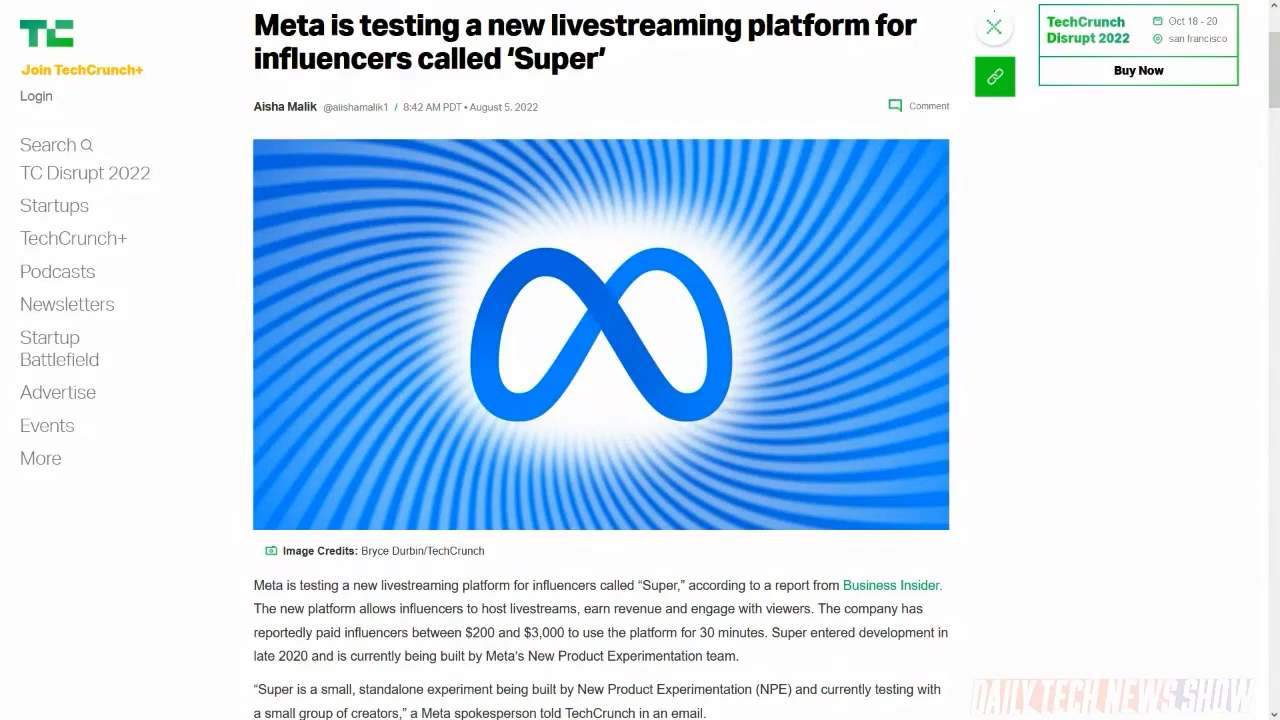 TC
Join TechCrunch+
Login
Search
TC Disrupt 2022
Startups
TechCrunch+
Podcasts
Newsletters
Startup
Battlefield
Advertise
Events
More
Meta is testing a new livestreaming platform for
influencers called ‘Super’
Aisha Malik @aiishamalik1 / 8:42 AM PDT • August 5, 2022
Comment
Image Credits: Bryce Durbin/TechCrunch
Meta is testing a new livestreaming platform for influencers called “Super,” according to a report from Business Insider.
The new platform allows influencers to host livestreams, earn revenue and engage with viewers. The company has
reportedly paid influencers between $200 and $3,000 to use the platform for 30 minutes. Super entered development in
late 2020 and is currently being built by Meta's New Product Experimentation team.
“Super is a small, standalone experiment being built by New Product Experimentation (NPE) and currently testing with
a small group of creators,” a Meta spokesperson told TechCrunch in an email.
TechCrunch
Disrupt 2022
Oct 18 - 20
san francisco
Buy Now
DAILY TECH NEWS SHOW